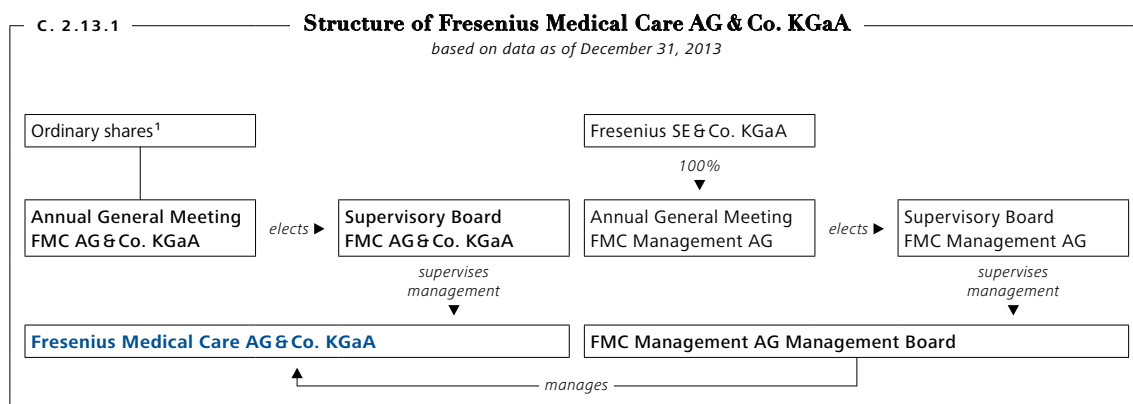 C. 2.13.1
Structure of Fresenius Medical Care AG & Co. KGaA
based on data as of December 31, 2013
Ordinary shares¹
Fresenius SE & Co. KGaA
100%
Annual General Meeting
FMC AG & Co. KGaA
elects ▶
Supervisory Board
FMC AG & Co. KGaA
Annual General Meeting
FMC Management AG
elects ▶
Supervisory Board
FMC Management AG
supervises
management
supervises
management
Fresenius Medical Care AG & Co. KGaA
FMC Management AG Management Board
manages